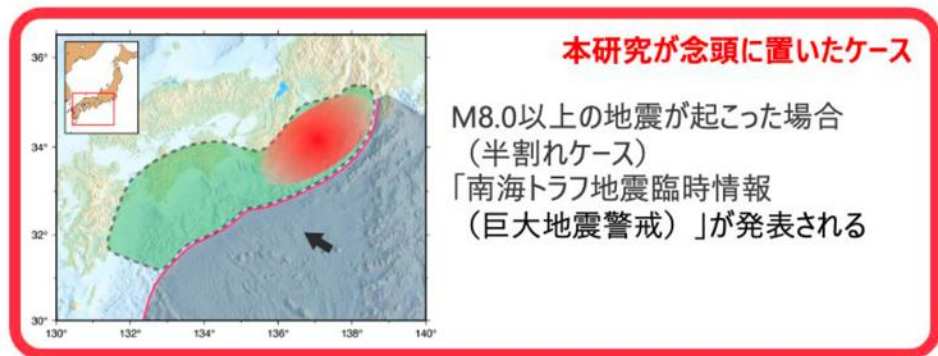 本研究が念頭に置いたケース
M8.0以上の地震が起こった場合
（半割れケース）
「南海トラフ地震臨時情報
（巨大地震警戒）」が発表される
36°
34°
32°
30°
130°
132°
134°
136°
138°
140°